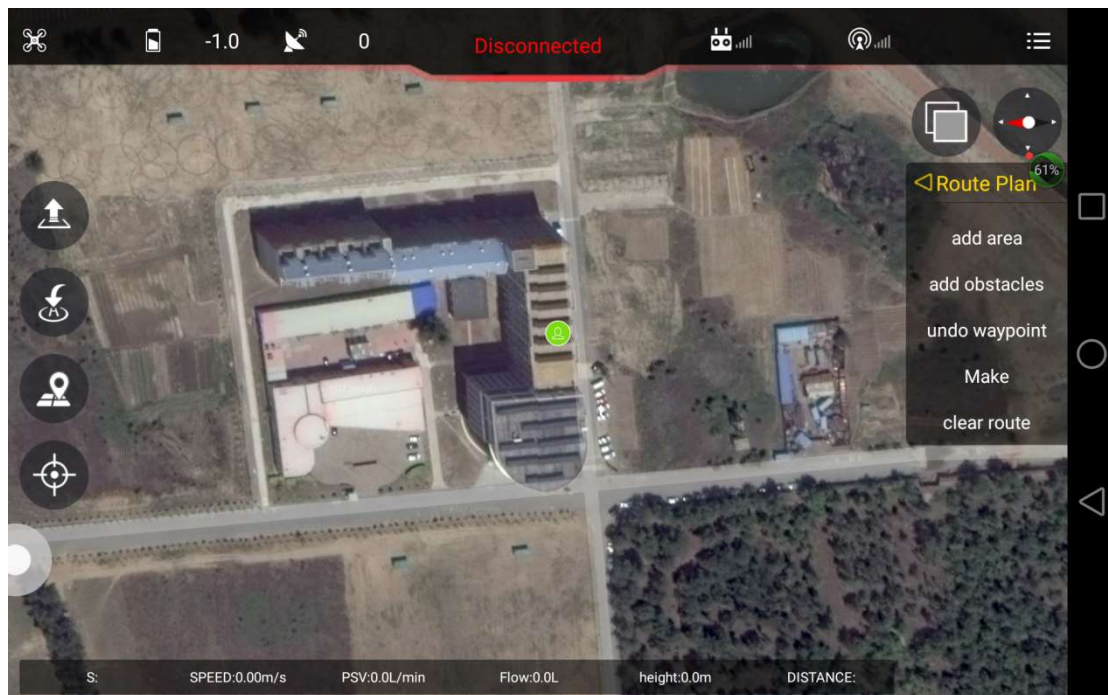 -1.0 0 Disconnected
61%
Route Plan
add area
add obstacles
undo waypoint
Make
clear route
S: SPEED:0.00m/s PSV:0.0L/min Flow:0.0L height:0.0m DISTANCE: